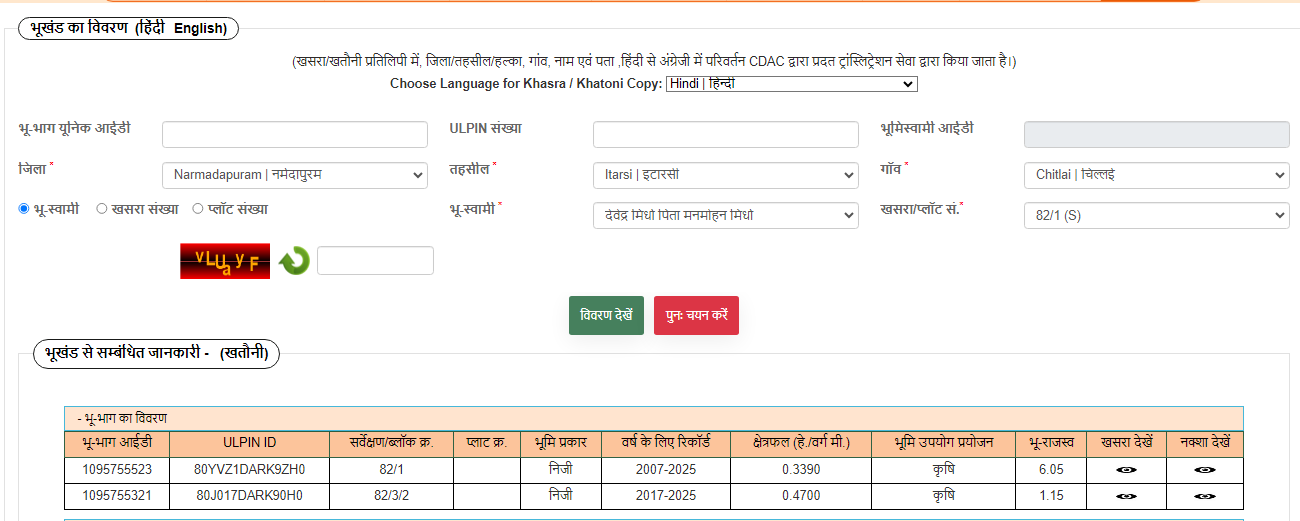 भूखंड का विवरण (हिंदी English)
(खसरा/खतौनी प्रतिलिपी में, जिला/तहसील/हल्का, गांव, नाम एवं पता ,हिंदी से अंग्रेजी में परिवर्तन CDAC द्वारा प्रदत ट्रांस्लिट्रेशन सेवा द्वारा किया जाता है।)
Choose Language for Khasra / Khatoni Copy: Hindi | हिन्दी
भू-भाग यूनिक आईडी ULPIN संख्या भूमिस्वामी आईडी
जिला * Narmadapuram | नर्मदापुरम तहसील * Itarsi | इटारसी गाँव * Chitlai | चिल्लई
भू-स्वामी खसरा संख्या प्लॉट संख्या भू-स्वामी * देवेंद्र मिर्धा पिता मनमोहन मिर्धा खसरा/प्लॉट सं.* 82/1 (S)
vLUayF
विवरण देखें पुनः चयन करें
भूखंड से सम्बंधित जानकारी - (खतौनी)
- भू-भाग का विवरण
भू-भाग आईडी ULPIN ID सर्वेक्षण/ब्लॉक क्र. प्लाट क्र. भूमि प्रकार वर्ष के लिए रिकॉर्ड क्षेत्रफल (हे./वर्ग मी.) भूमि उपयोग प्रयोजन भू-राजस्व खसरा देखें नक्शा देखें
1095755523 80YVZ1DARK9ZH0 82/1 निजी 2007-2025 0.3390 कृषि 6.05
1095755321 80J017DARK90H0 82/3/2 निजी 2017-2025 0.4700 कृषि 1.15